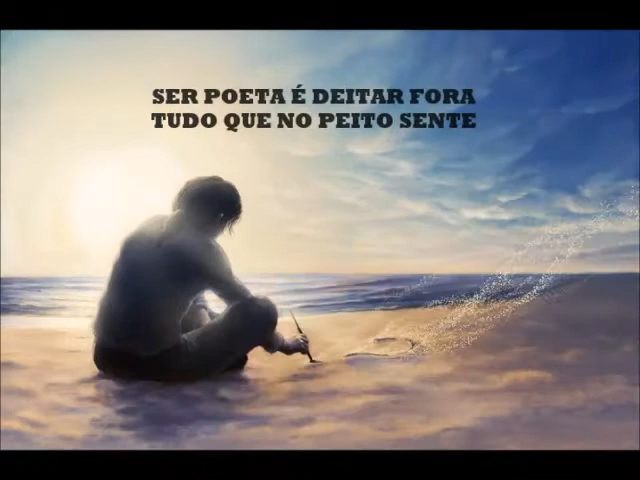 SER POETA É DEITAR FORA
TUDO QUE NO PEITO SENTE